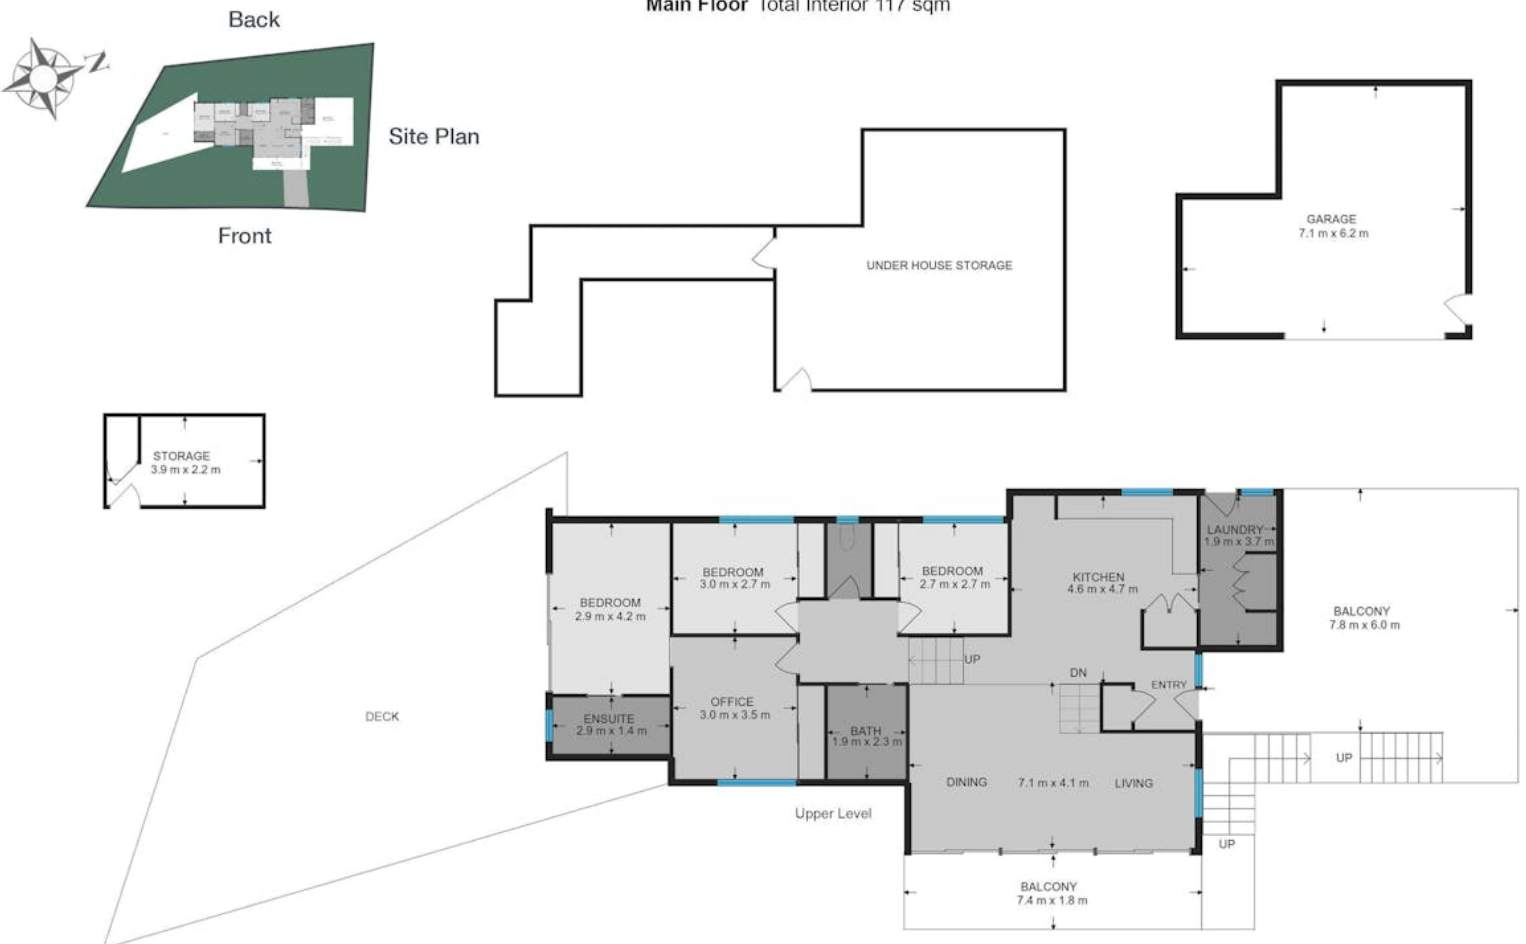 Main Floor Total Interior 117 sqm
Back
N
Site Plan
Front
GARAGE
7.1 m x 6.2 m
UNDER HOUSE STORAGE
STORAGE
3.9 m x 2.2 m
LAUNDRY
1.9 m x 3.7 m
BEDROOM
3.0 m x 2.7 m
BEDROOM
2.7 m x 2.7 m
KITCHEN
4.6 m x 4.7 m
BEDROOM
2.9 m x 4.2 m
BALCONY
7.8 m x 6.0 m
UP
DN
ENTRY
OFFICE
3.0 m x 3.5 m
DECK
ENSUITE
2.9 m x 1.4 m
BATH
1.9 m x 2.3 m
UP
DINING 7.1 m x 4.1 m LIVING
Upper Level
UP
BALCONY
7.4 m x 1.8 m